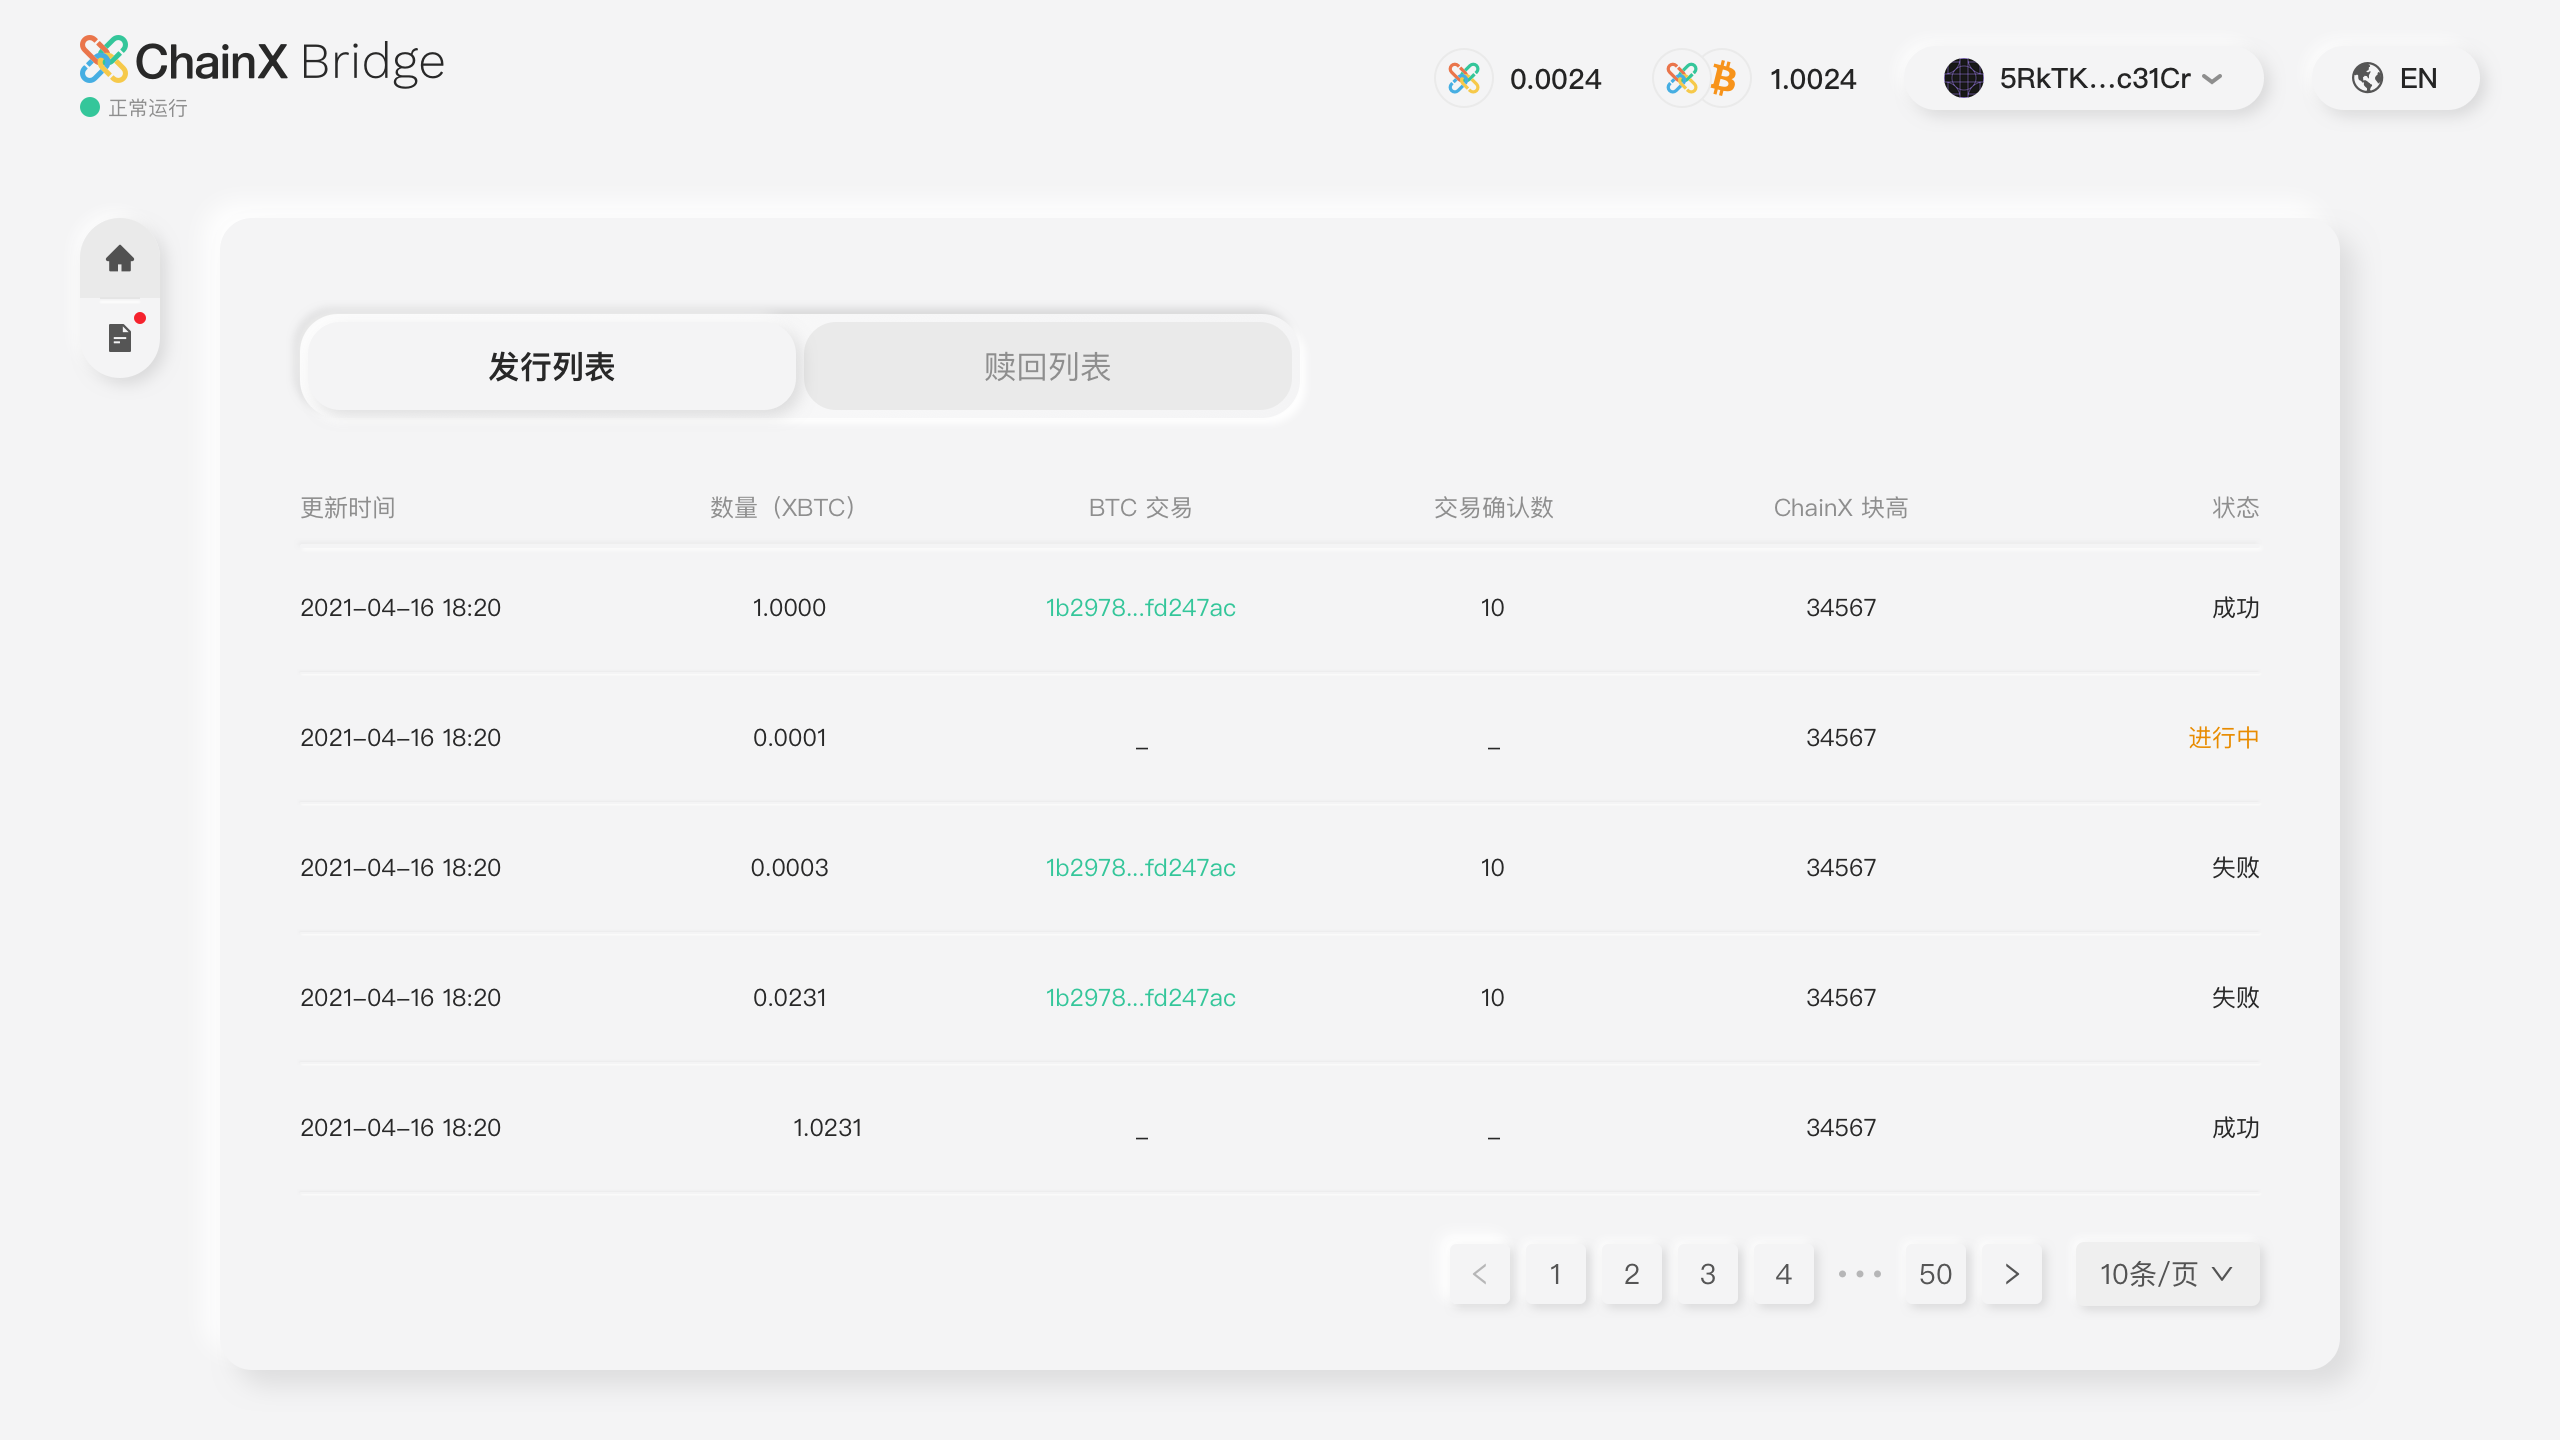 ChainX Bridge
正常运行
0.0024
1.0024
5RkTK...c31Cr
EN
发行列表 赎回列表
更新时间 数量（XBTC） BTC 交易 交易确认数 ChainX 块高 状态
2021-04-16 18:20 1.0000 1b2978...fd247ac 10 34567 成功
2021-04-16 18:20 0.0001 _ _ 34567 进行中
2021-04-16 18:20 0.0003 1b2978...fd247ac 10 34567 失败
2021-04-16 18:20 0.0231 1b2978...fd247ac 10 34567 失败
2021-04-16 18:20 1.0231 _ _ 34567 成功
< 1 2 3 4 ••• 50 > 10条/页